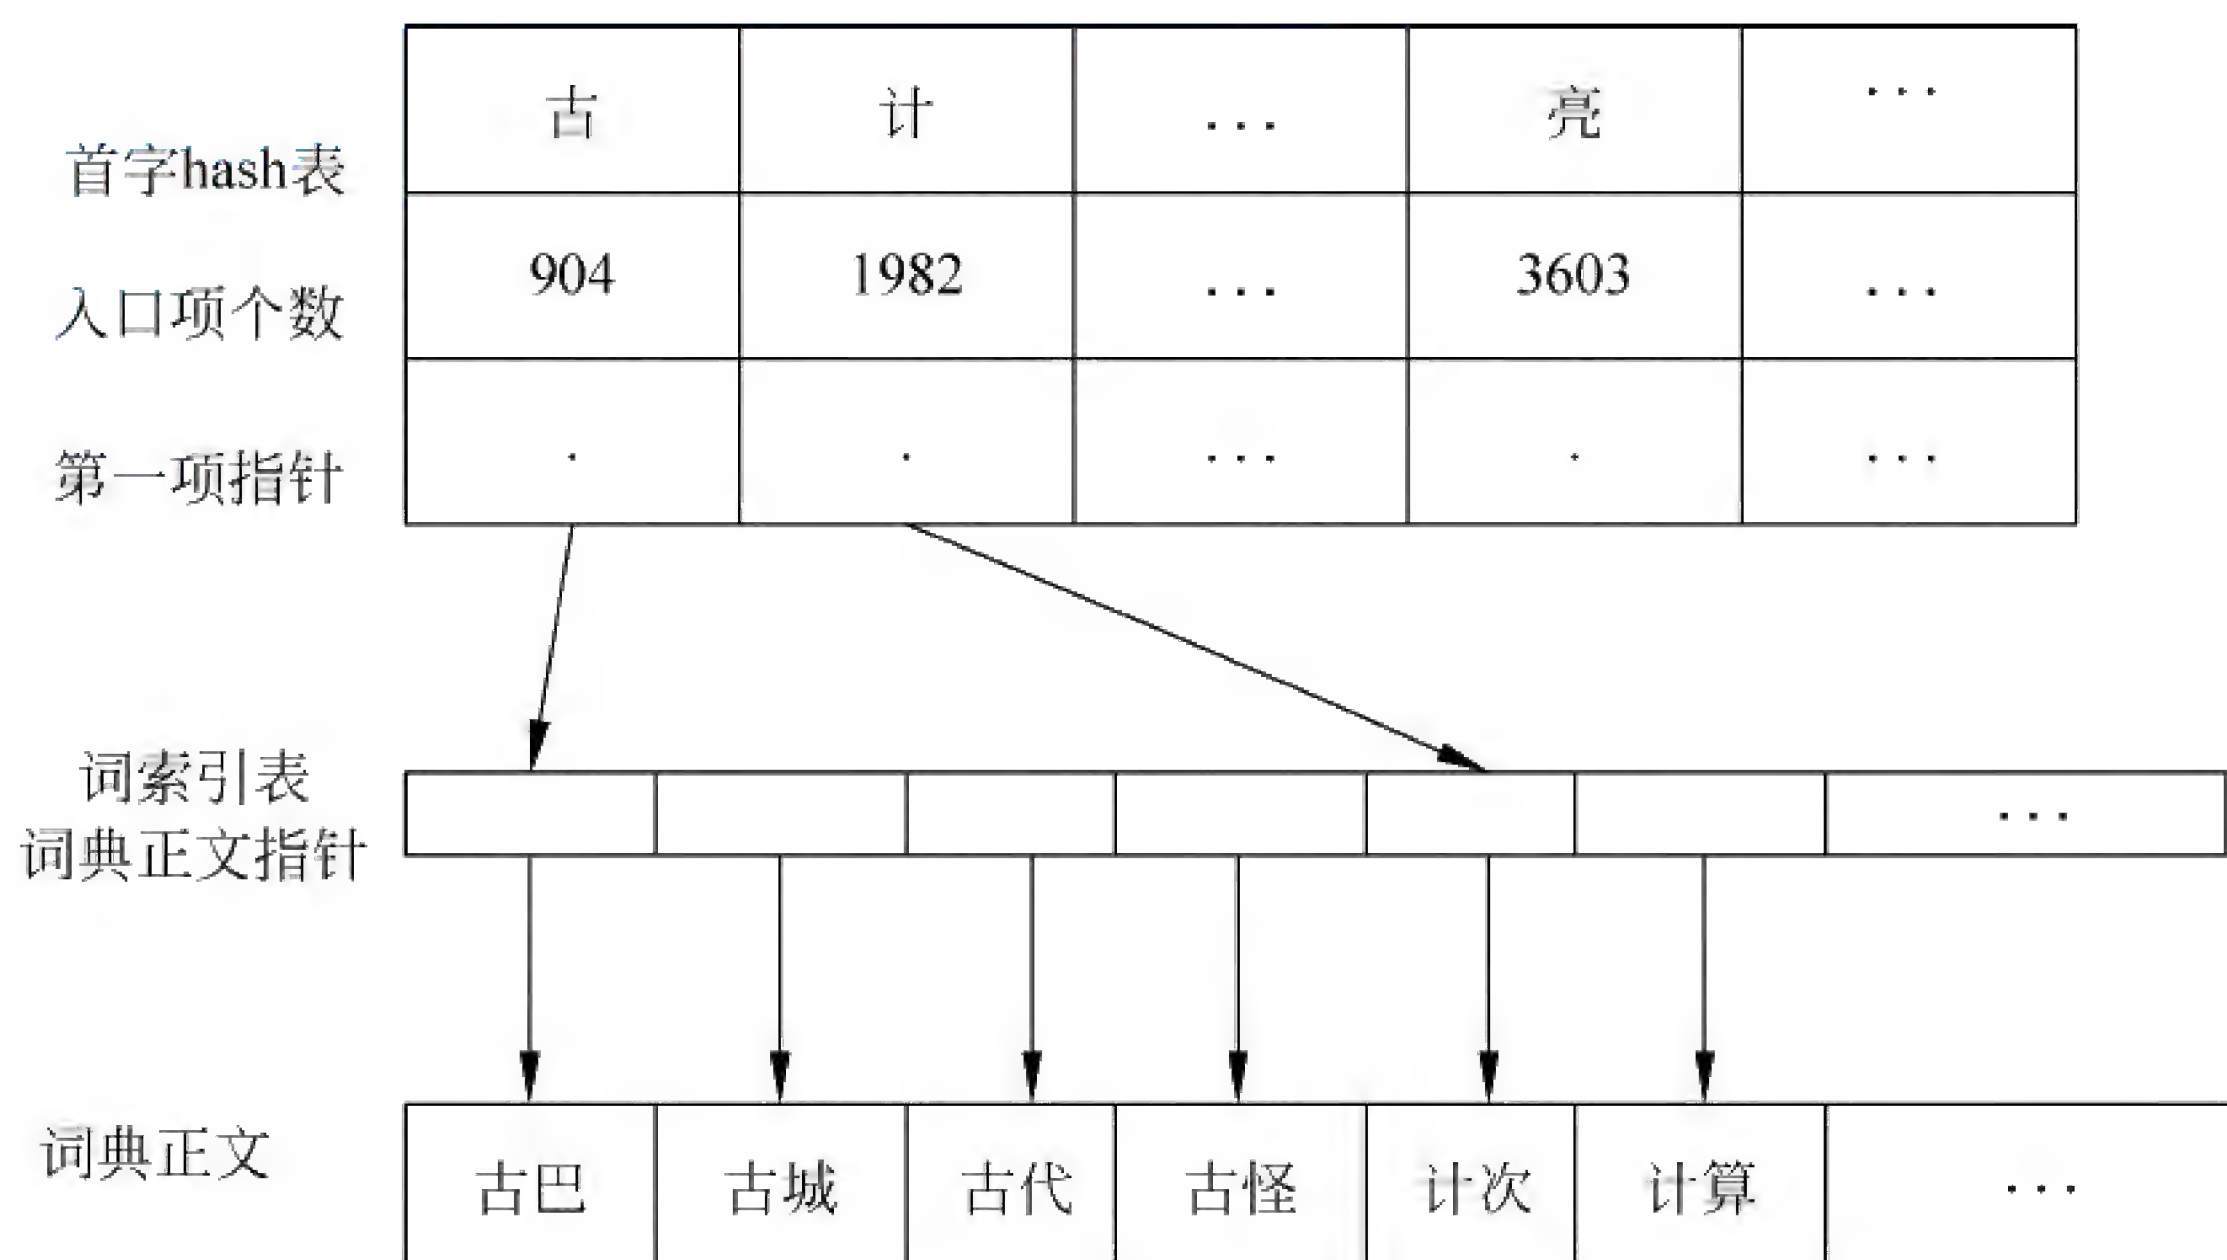 古 计 … 亮 …
首字hash表
904 1982 … 3603 …
入口项个数
第一项指针 · · … · …
词索引表
词典正文指针 …
词典正文
古巴 古城 古代 古怪 计次 计算 …